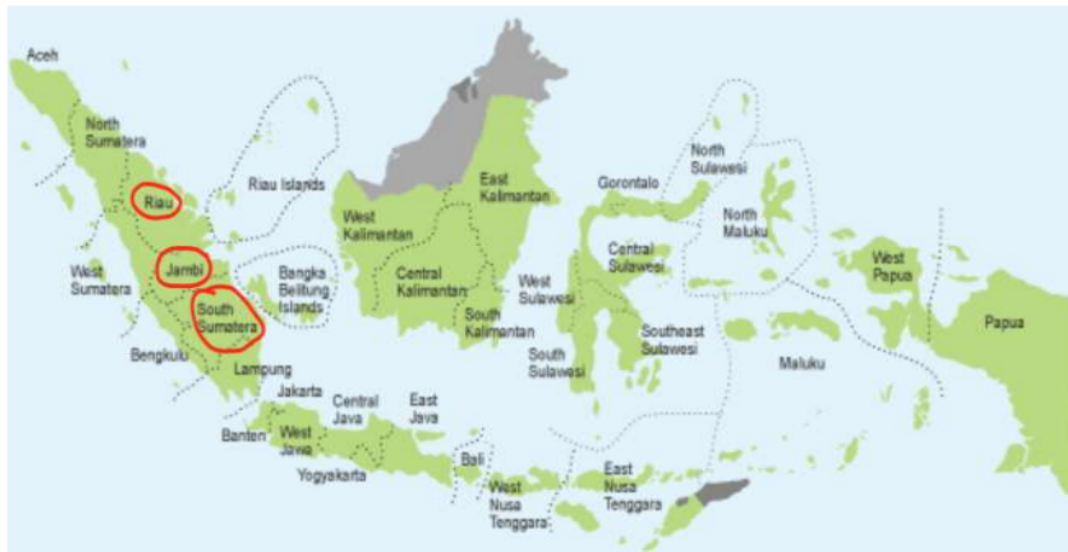 Aceh
North
Sumatera
Riau
Riau Islands
Jambi
West
Sumatera
South
Sumatera
Bangka
Belitung
Islands
Bengkulu
Lampung
Jakarta
Banten
West
Jawa
Central
Java
Yogyakarta
East
Java
Bali
West
Nusa
Tenggara
East
Nusa
Tenggara
West
Kalimantan
Central
Kalimantan
East
Kalimantan
South
Kalimantan
West
Sulawesi
South
Sulawesi
Gorontalo
Central
Sulawesi
Southeast
Sulawesi
North
Sulawesi
North
Maluku
Maluku
West
Papua
Papua